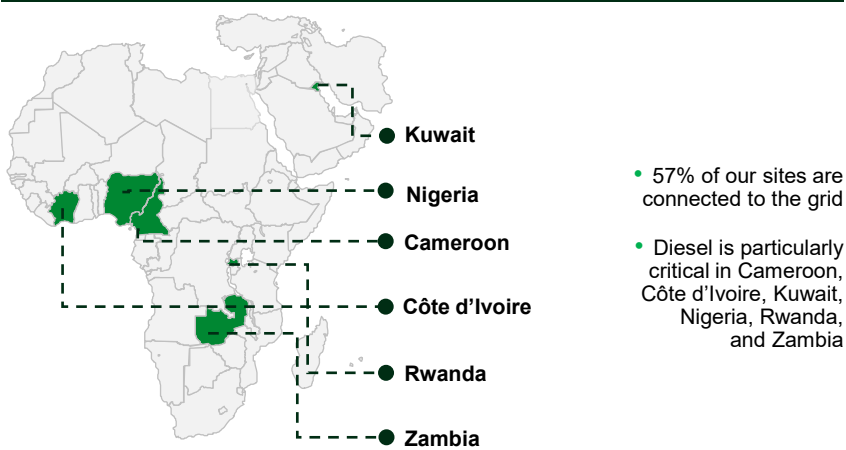 Kuwait
Nigeria
Cameroon
Côte d’Ivoire
Rwanda
Zambia
• 57% of our sites are
connected to the grid
• Diesel is particularly
critical in Cameroon,
Côte d’Ivoire, Kuwait,
Nigeria, Rwanda,
and Zambia